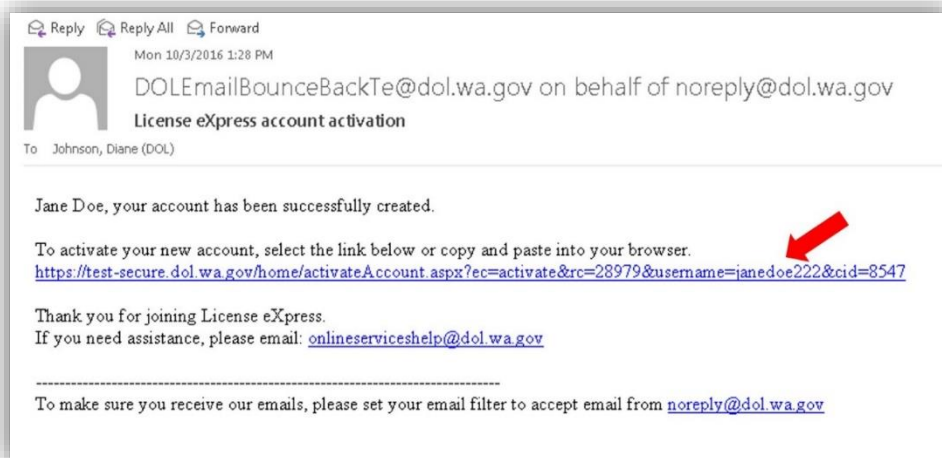 Reply Reply All Forward
Mon 10/3/2016 1:28 PM
DOLEmailBounceBackTe@dol.wa.gov on behalf of noreply@dol.wa.gov
License eXpress account activation
To Johnson, Diane (DOL)
Jane Doe, your account has been successfully created.
To activate your new account, select the link below or copy and paste into your browser.
https://test-secure.dol.wa.gov/home/activateAccount.aspx?ec=activate&rc=28979&username=janedoe222&cid=8547
Thank you for joining License eXpress.
If you need assistance, please email: onlineserviceshelp@dol.wa.gov
--------------------------------------------------------------------------------
To make sure you receive our emails, please set your email filter to accept email from noreply@dol.wa.gov